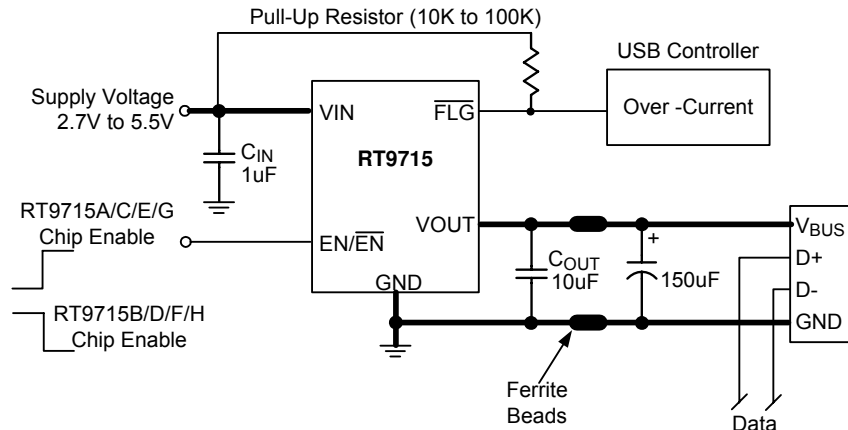 Pull-Up Resistor (10K to 100K)
USB Controller
Supply Voltage
2.7V to 5.5V
VIN
FLG
Over -Current
RT9715
CIN
1uF
RT9715A/C/E/G
Chip Enable
EN/EN
VOUT
VBUS
+
D+
COUT
10uF
150uF
D-
GND
GND
RT9715B/D/F/H
Chip Enable
Ferrite
Beads
Data